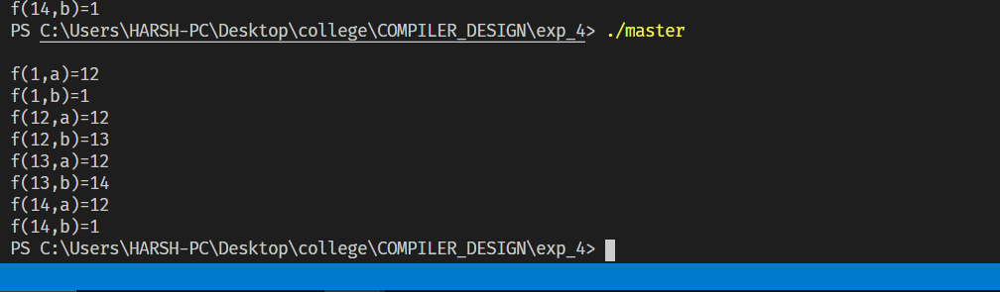 f(14,b)=1
PS C:\Users\HARSH-PC\Desktop\college\COMPILER_DESIGN\exp_4> ./master
f(1,a)=12
f(1,b)=1
f(12,a)=12
f(12,b)=13
f(13,a)=12
f(13,b)=14
f(14,a)=12
f(14,b)=1
PS C:\Users\HARSH-PC\Desktop\college\COMPILER_DESIGN\exp_4>